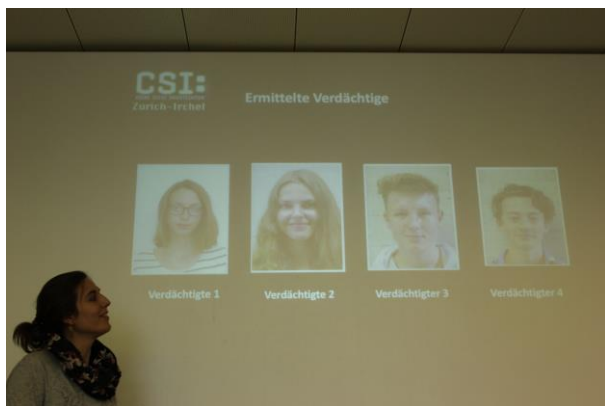 CSI:
Zurich-Irchel
Ermittelte Verdächtige
Verdächtigte 1
Verdächtigte 2
Verdächtigter 3
Verdächtigter 4